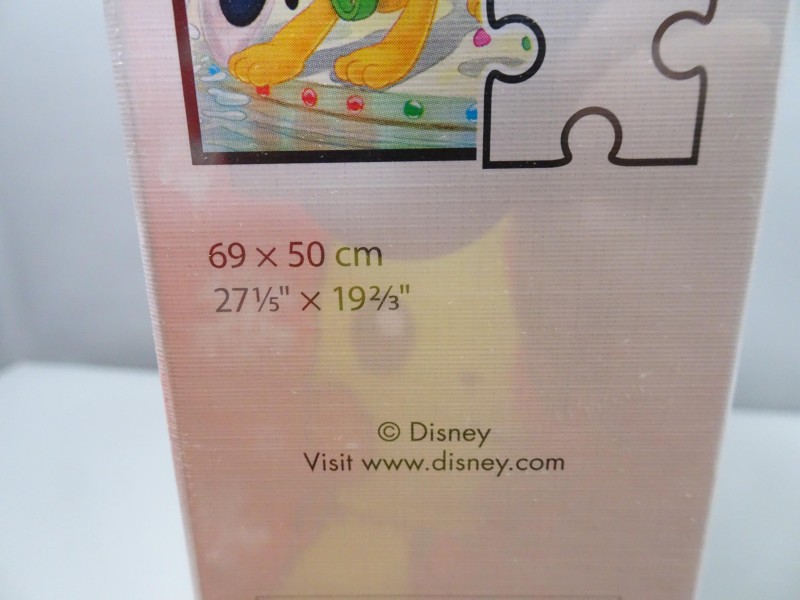 69 × 50 cm
27⅕" × 19⅔"
© Disney
Visit www.disney.com